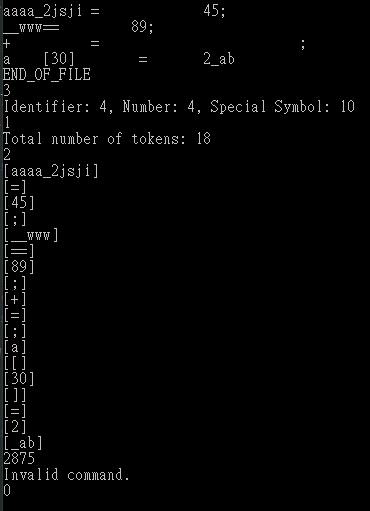 aaaa_2jsji =              45;
__www==          89;
+          =                         ;
a    [30]        =       2_ab
END_OF_FILE
3
Identifier: 4, Number: 4, Special Symbol: 10
1
Total number of tokens: 18
2
[aaaa_2jsji]
[=]
[45]
[;]
[__www]
[==]
[89]
[;]
[+]
[=]
[;]
[a]
[[]
[30]
[]]
[=]
[2]
[_ab]
2875
Invalid command.
0